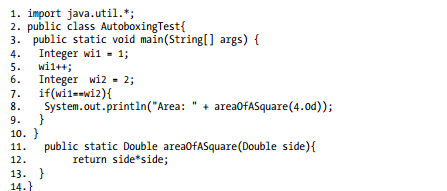 1. import java.util.*;
2. public class AutoboxingTest{
3. public static void main(String[] args) {
4. Integer wi1 = 1;
5. wi1++;
6. Integer wi2 = 2;
7. if(wi1==wi2){
8. System.out.println("Area: " + areaOfASquare(4.0d));
9. }
10. }
11. public static Double areaOfASquare(Double side){
12. return side*side;
13. }
14.}